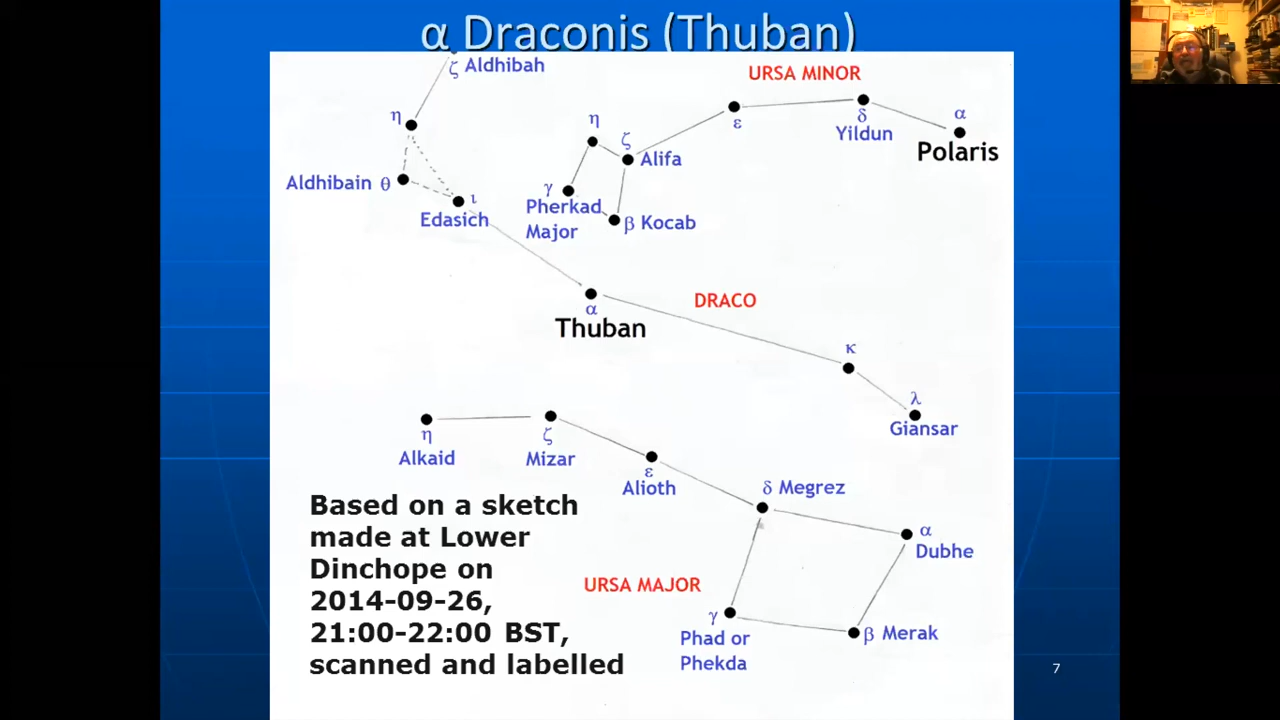 α Draconis (Thuban)
ζ Aldhibah
URSA MINOR
η
ε
δ
Yildun
α
Polaris
η
ζ
Alifa
Aldhibain θ
ι
Edasich
γ
Pherkad
Major
β Kocab
α
Thuban
DRACO
κ
λ
Giansar
η
Alkaid
ζ
Mizar
ε
Alioth
δ Megrez
α
Dubhe
URSA MAJOR
γ
Phad or
Phekda
β Merak
Based on a sketch
made at Lower
Dinchope on
2014-09-26,
21:00-22:00 BST,
scanned and labelled
7